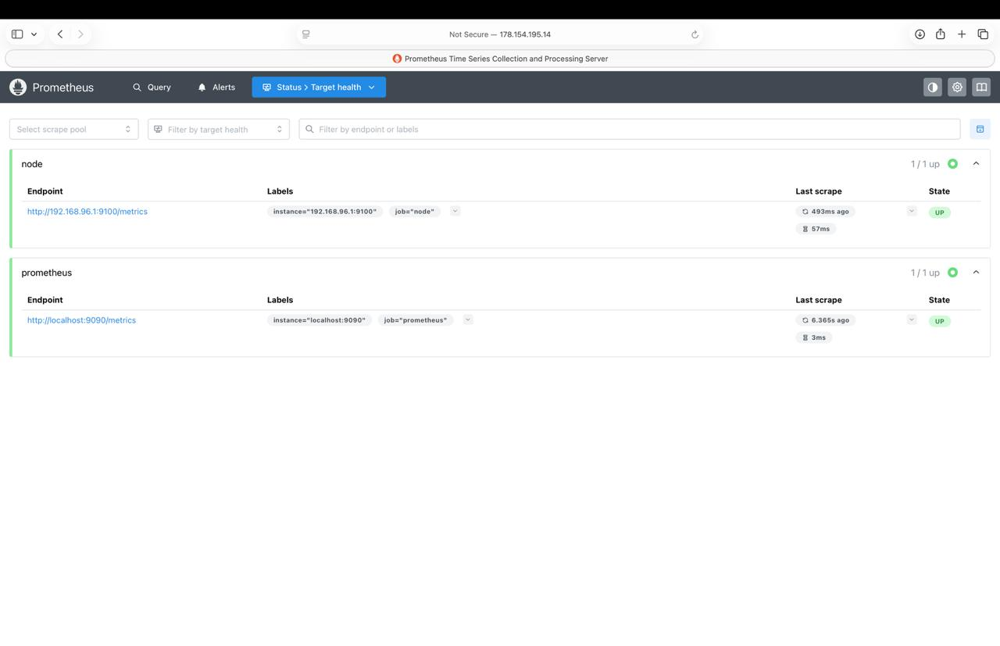 Not Secure — 178.154.195.14
Prometheus Time Series Collection and Processing Server
Prometheus Query Alerts Status > Target health
Select scrape pool Filter by target health Filter by endpoint or labels
node 1 / 1 up
Endpoint Labels Last scrape State
http://192.168.96.1:9100/metrics instance="192.168.96.1:9100" job="node" 493ms ago UP
57ms
prometheus 1 / 1 up
Endpoint Labels Last scrape State
http://localhost:9090/metrics instance="localhost:9090" job="prometheus" 6.365s ago UP
3ms